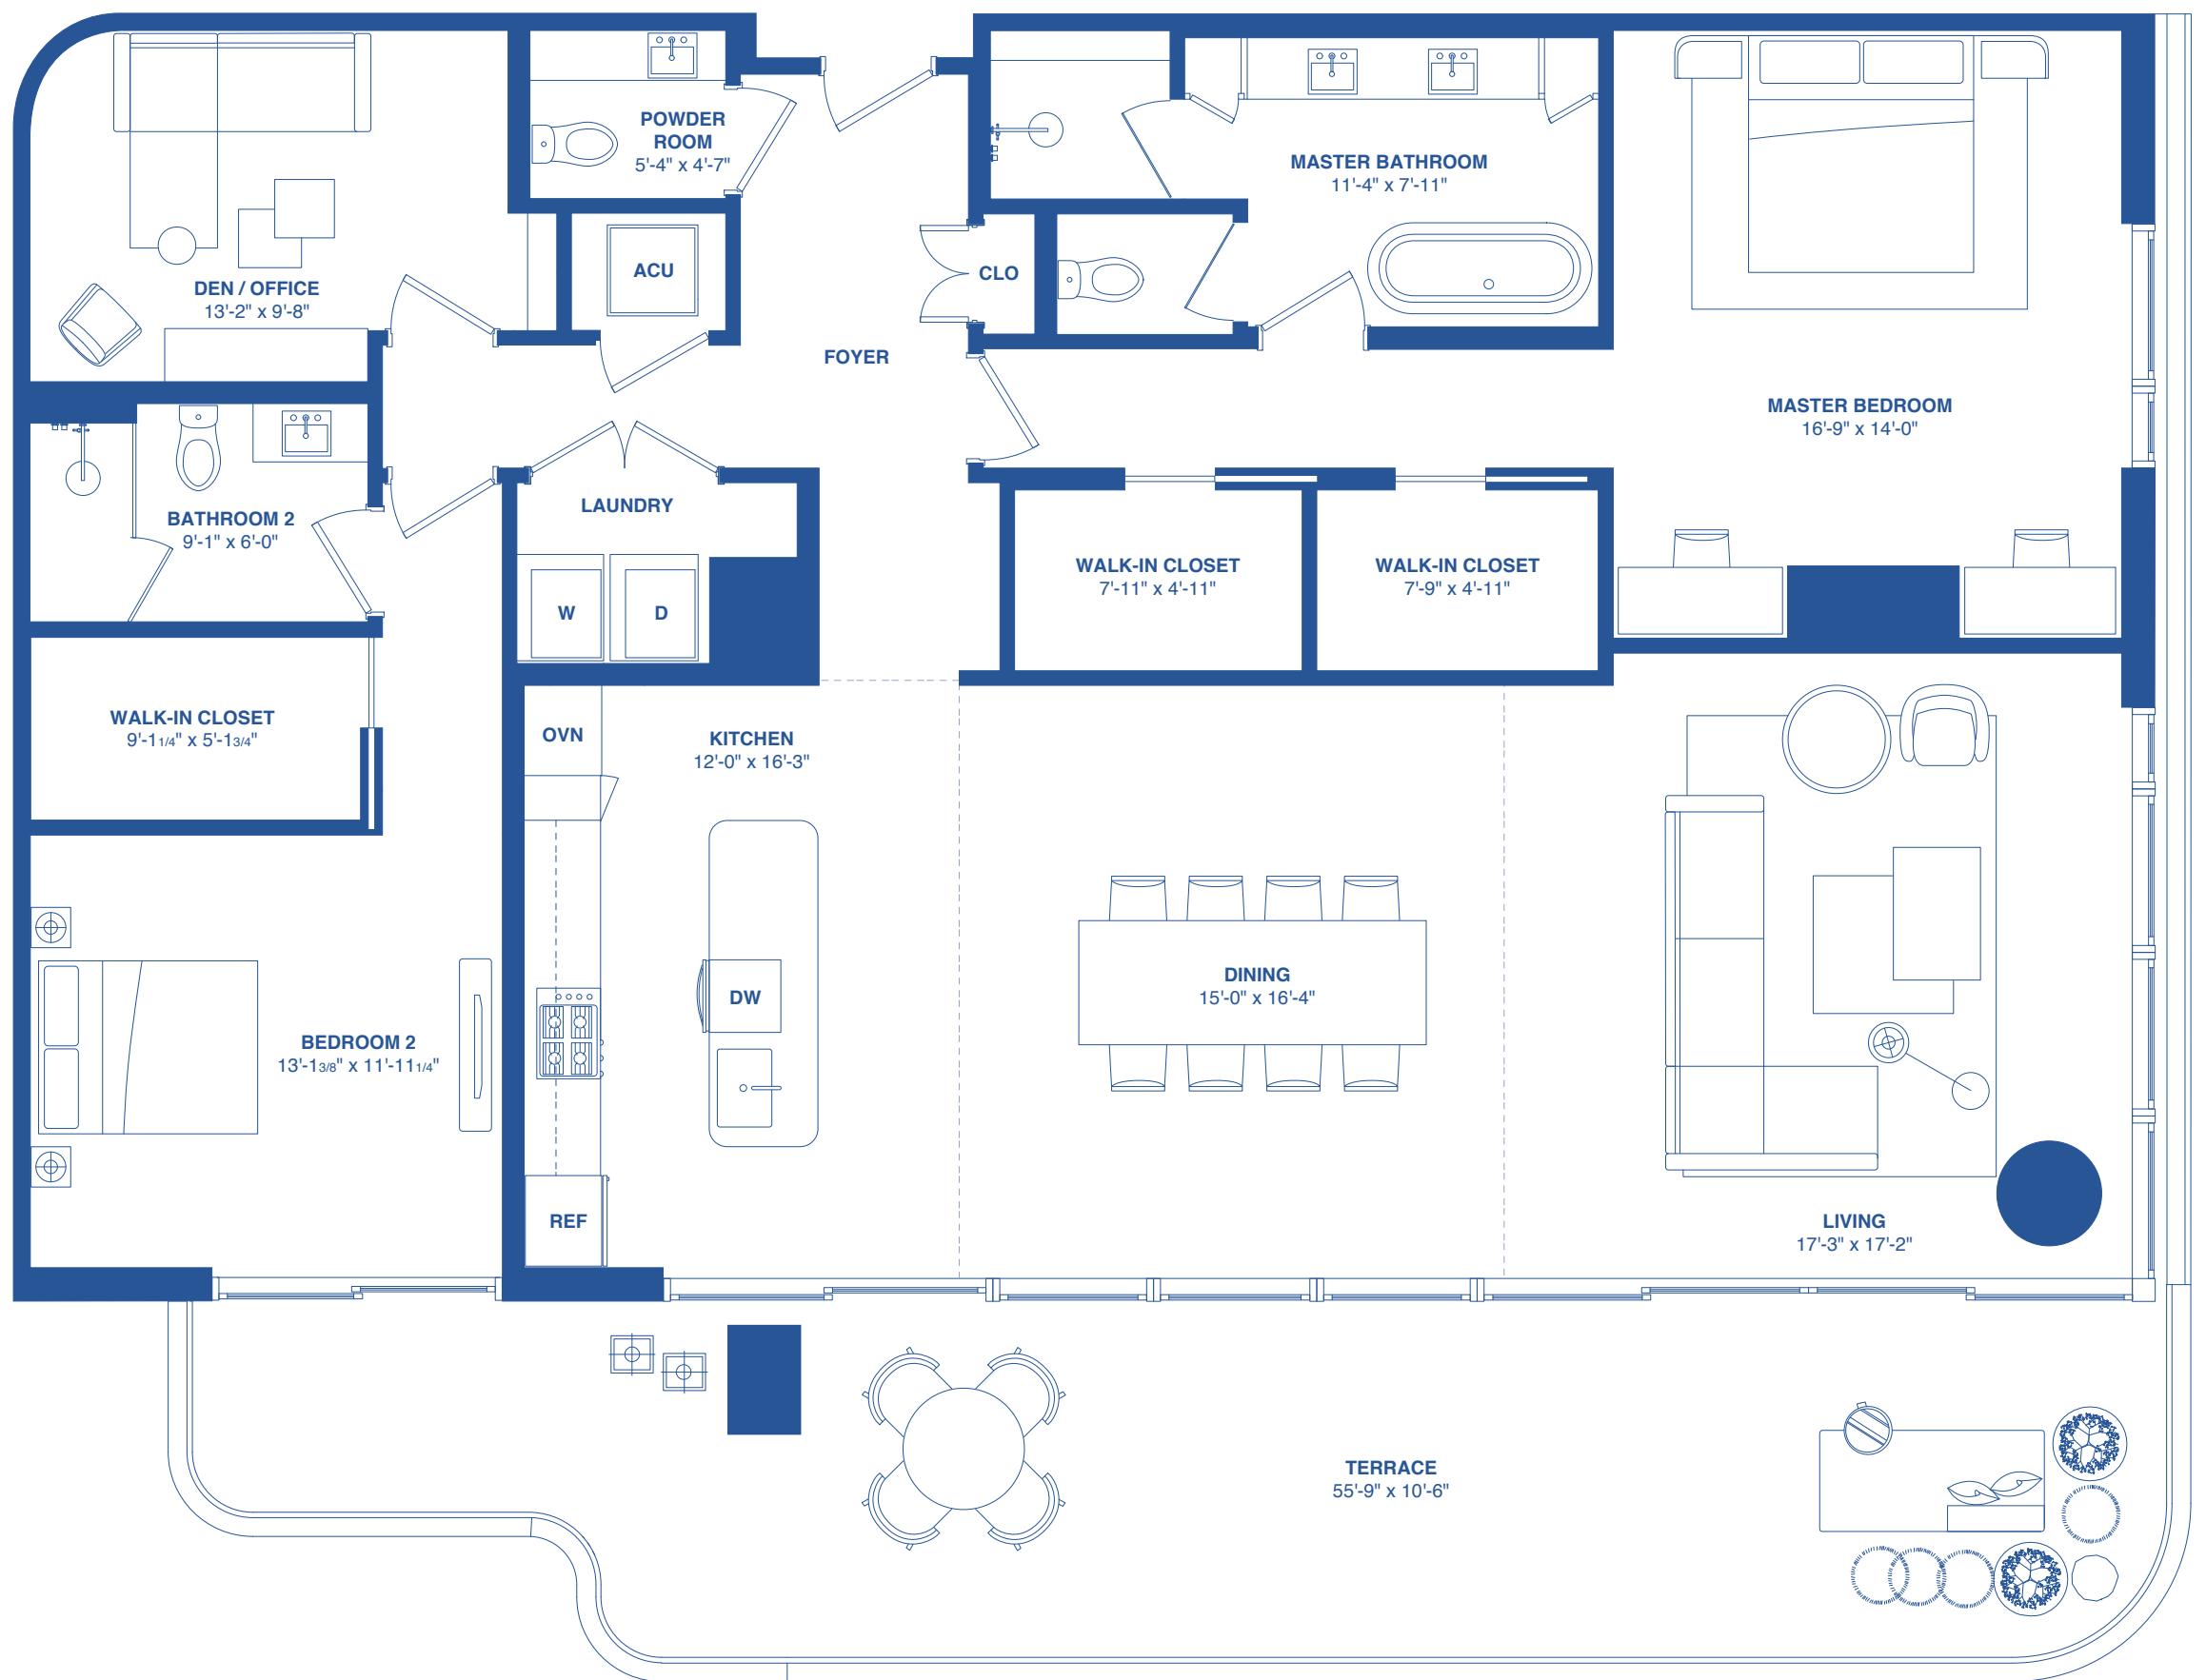 POWDER
ROOM
5'-4" x 4'-7"
MASTER BATHROOM
11'-4" x 7'-11"
ACU
CLO
DEN / OFFICE
13'-2" x 9'-8"
FOYER
MASTER BEDROOM
16'-9" x 14'-0"
LAUNDRY
BATHROOM 2
9'-1" x 6'-0"
WALK-IN CLOSET
7'-11" x 4'-11"
WALK-IN CLOSET
7'-9" x 4'-11"
W
D
WALK-IN CLOSET
9'-1 1/4" x 5'-1 3/4"
OVN
KITCHEN
12'-0" x 16'-3"
DINING
15'-0" x 16'-4"
DW
BEDROOM 2
13'-1 3/8" x 11'-11 1/4"
REF
LIVING
17'-3" x 17'-2"
TERRACE
55'-9" x 10'-6"